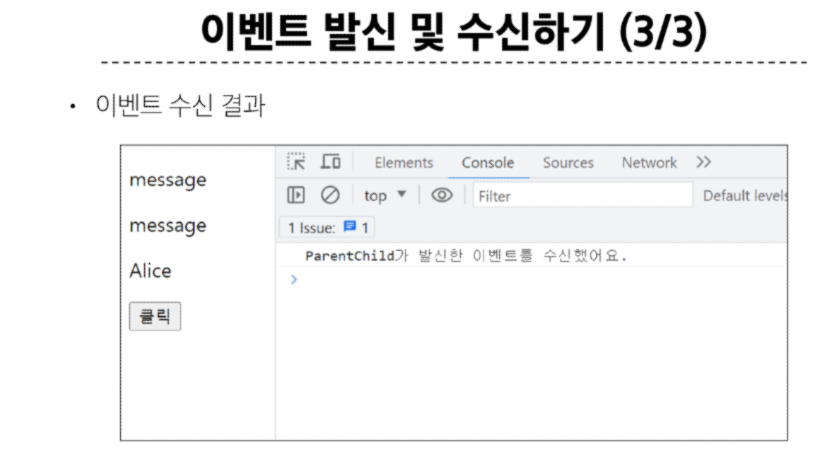 이벤트 발신 및 수신하기 (3/3)
• 이벤트 수신 결과
message
message
Alice
클릭
Elements Console Sources Network
top ▼ Filter Default levels
1 Issue: 1
ParentChild가 발신한 이벤트를 수신했어요.